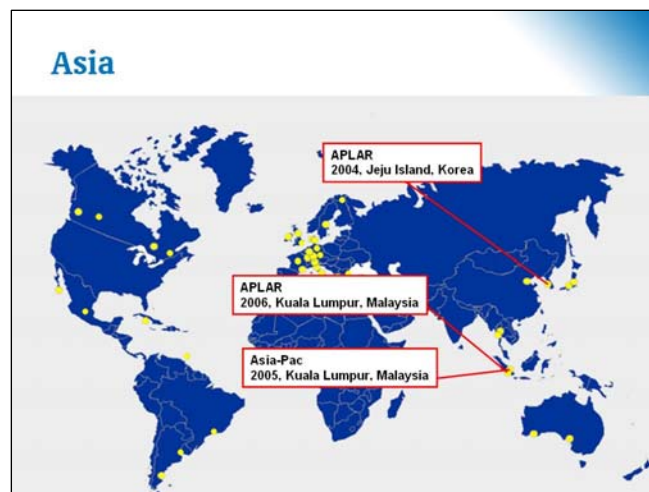 Asia
APLAR
2004, Jeju Island, Korea
APLAR
2006, Kuala Lumpur, Malaysia
Asia-Pac
2005, Kuala Lumpur, Malaysia